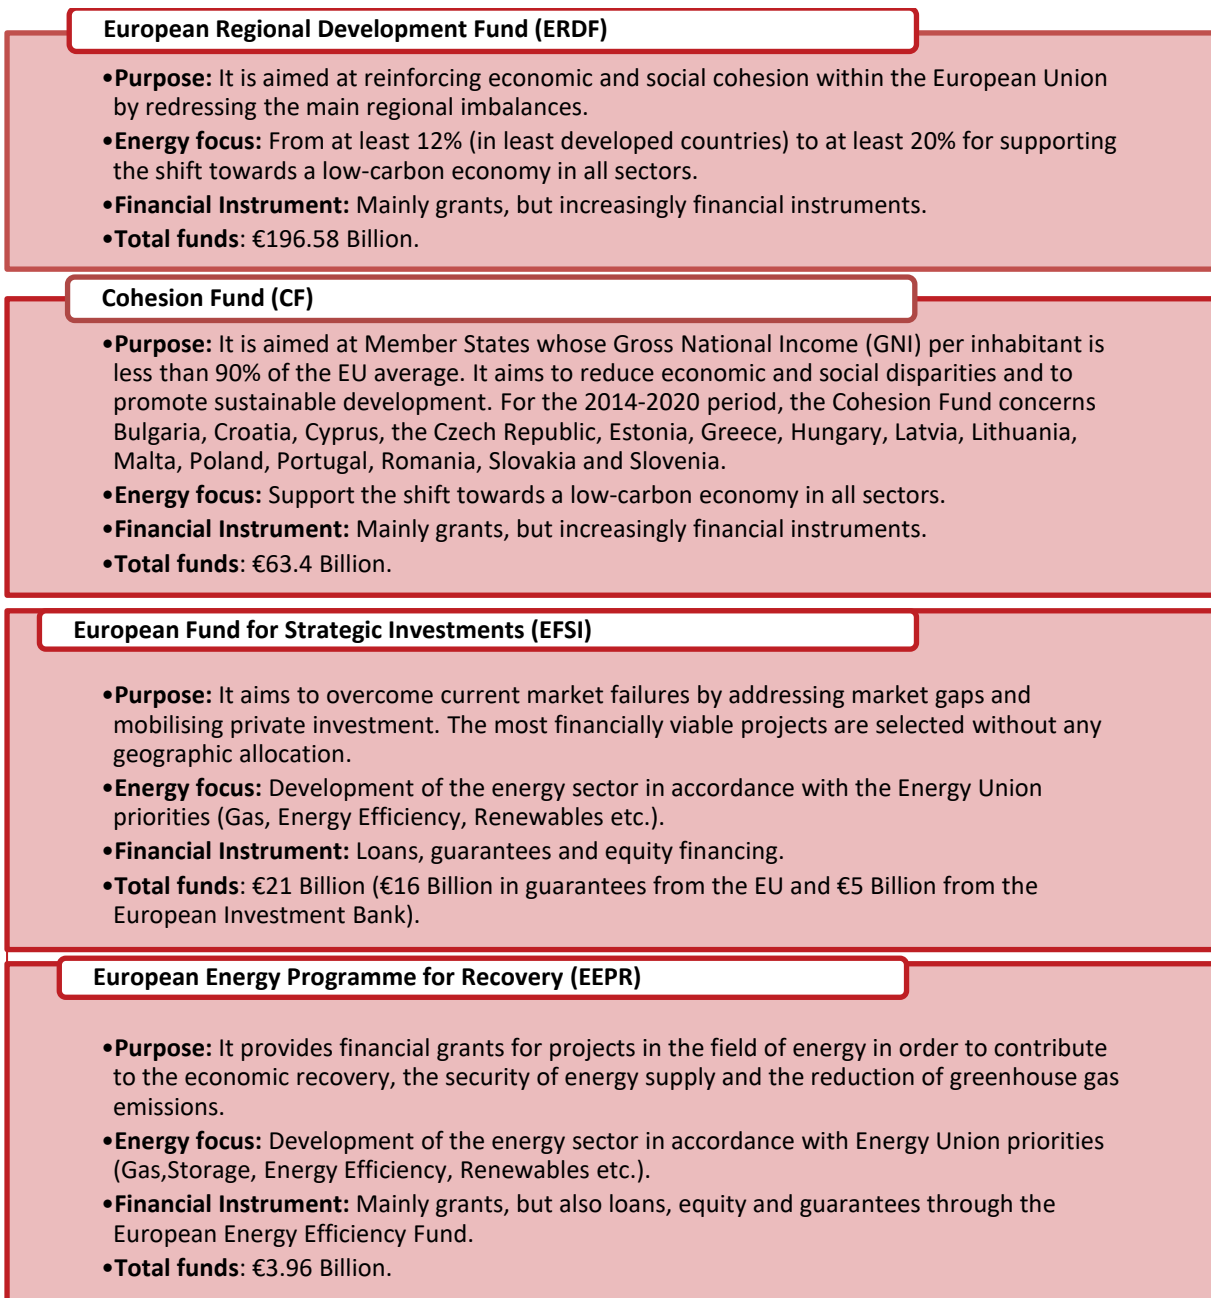 European Regional Development Fund (ERDF)
•Purpose: It is aimed at reinforcing economic and social cohesion within the European Union
by redressing the main regional imbalances.
•Energy focus: From at least 12% (in least developed countries) to at least 20% for supporting
the shift towards a low-carbon economy in all sectors.
•Financial Instrument: Mainly grants, but increasingly financial instruments.
•Total funds: €196.58 Billion.
Cohesion Fund (CF)
•Purpose: It is aimed at Member States whose Gross National Income (GNI) per inhabitant is
less than 90% of the EU average. It aims to reduce economic and social disparities and to
promote sustainable development. For the 2014-2020 period, the Cohesion Fund concerns
Bulgaria, Croatia, Cyprus, the Czech Republic, Estonia, Greece, Hungary, Latvia, Lithuania,
Malta, Poland, Portugal, Romania, Slovakia and Slovenia.
•Energy focus: Support the shift towards a low-carbon economy in all sectors.
•Financial Instrument: Mainly grants, but increasingly financial instruments.
•Total funds: €63.4 Billion.
European Fund for Strategic Investments (EFSI)
•Purpose: It aims to overcome current market failures by addressing market gaps and
mobilising private investment. The most financially viable projects are selected without any
geographic allocation.
•Energy focus: Development of the energy sector in accordance with the Energy Union
priorities (Gas, Energy Efficiency, Renewables etc.).
•Financial Instrument: Loans, guarantees and equity financing.
•Total funds: €21 Billion (€16 Billion in guarantees from the EU and €5 Billion from the
European Investment Bank).
European Energy Programme for Recovery (EEPR)
•Purpose: It provides financial grants for projects in the field of energy in order to contribute
to the economic recovery, the security of energy supply and the reduction of greenhouse gas
emissions.
•Energy focus: Development of the energy sector in accordance with Energy Union priorities
(Gas,Storage, Energy Efficiency, Renewables etc.).
•Financial Instrument: Mainly grants, but also loans, equity and guarantees through the
European Energy Efficiency Fund.
•Total funds: €3.96 Billion.